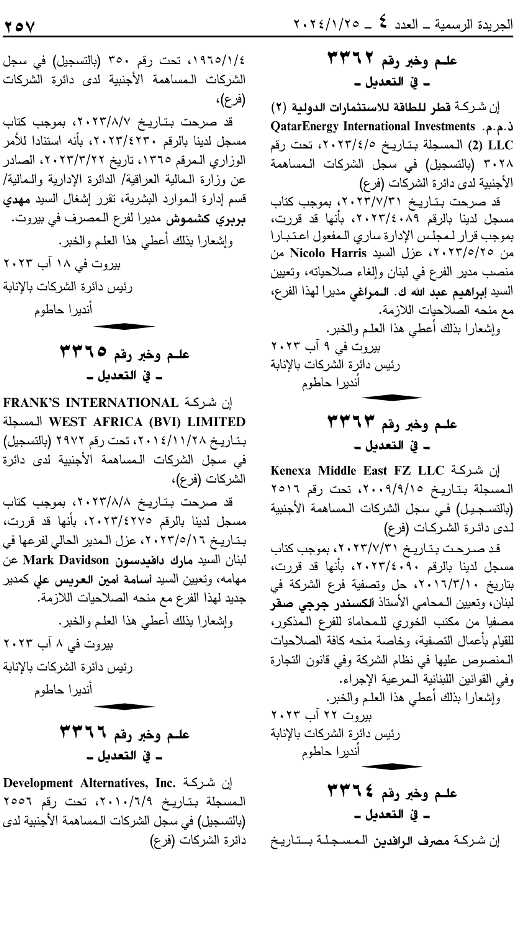 الجريدة الرسمية ــ العدد ٤ ــ ٢٠٢٤/١/٢٥
٢٥٧
علـم وخبر رقم ٣٣٦٢
ـ في التعديل ـ
إن شركة قطر للطاقة للاستثمارات الدولية (٢)
ذ.م.م. QatarEnergy International Investments
(2) LLC المسجلة بتاريخ ٢٠٢٣/٤/٥، تحت رقم
٣٠٢٨ (بالتسجيل) في سجل الشركات المساهمة
الأجنبية لدى دائرة الشركات (فرع)
قد صرحت بتاريخ ٢٠٢٣/٧/٣١، بموجب كتاب
مسجل لدينا بالرقم ٢٠٢٣/٤٠٨٩، بأنها قد قررت،
بموجب قرار لمجلس الإدارة ساري المفعول اعتبارا
من ٢٠٢٣/٥/٢٥، عزل السيد Nicolo Harris من
منصب مدير الفرع في لبنان وإلغاء صلاحياته، وتعيين
السيد إبراهيم عبد الله ك. المراغي مديرا لهذا الفرع،
مع منحه الصلاحيات اللازمة.
وإشعارا بذلك أعطي هذا العلم والخبر.
بيروت في ٩ آب ٢٠٢٣
رئيس دائرة الشركات بالإنابة
أنديرا حاطوم
علـم وخبر رقم ٣٣٦٣
ـ في التعديل ـ
إن شركة Kenexa Middle East FZ LLC
المسجلة بتاريخ ٢٠٠٩/٩/١٥، تحت رقم ٢٥١٦
(بالتسجيل) في سجل الشركات المساهمة الأجنبية
لدى دائرة الشركات (فرع)
قد صرحت بتاريخ ٢٠٢٣/٧/٣١، بموجب كتاب
مسجل لدينا بالرقم ٢٠٢٣/٤٠٩٠، بأنها قد قررت،
بتاريخ ٢٠١٦/٣/١٠، حل وتصفية فرع الشركة في
لبنان، وتعيين المحامي الأستاذ الكسندر جرجي صقر
مصفيا من مكتب الخوري للمحاماة للفرع المذكور،
للقيام بأعمال التصفية، وخاصة منحه كافة الصلاحيات
المنصوص عليها في نظام الشركة وفي قانون التجارة
وفي القوانين اللبنانية المرعية الإجراء.
وإشعارا بذلك أعطي هذا العلم والخبر.
بيروت ٢٢ آب ٢٠٢٣
رئيس دائرة الشركات بالإنابة
أنديرا حاطوم
علـم وخبر رقم ٣٣٦٤
ـ في التعديل ـ
إن شركة مصرف الرافدين المسجلة بتاريخ
١٩٦٥/١/٤، تحت رقم ٣٥٠ (بالتسجيل) في سجل
الشركات المساهمة الأجنبية لدى دائرة الشركات
(فرع)،
قد صرحت بتاريخ ٢٠٢٣/٨/٧، بموجب كتاب
مسجل لدينا بالرقم ٢٠٢٣/٤٢٣٠، بأنه استنادا للأمر
الوزاري المرقم ١٣٦٥، تاريخ ٢٠٢٣/٣/٢٢، الصادر
عن وزارة المالية العراقية/ الدائرة الإدارية والمالية/
قسم إدارة الموارد البشرية، تقرر إشغال السيد مهدي
بربري كشموش مديرا لفرع المصرف في بيروت.
وإشعارا بذلك أعطي هذا العلم والخبر.
بيروت في ١٨ آب ٢٠٢٣
رئيس دائرة الشركات بالإنابة
أنديرا حاطوم
علـم وخبر رقم ٣٣٦٥
ـ في التعديل ـ
إن شركة FRANK'S INTERNATIONAL
WEST AFRICA (BVI) LIMITED المسجلة
بتاريخ ٢٠١٤/١١/٢٨، تحت رقم ٢٩٧٢ (بالتسجيل)
في سجل الشركات المساهمة الأجنبية لدى دائرة
الشركات (فرع)،
قد صرحت بتاريخ ٢٠٢٣/٨/٨، بموجب كتاب
مسجل لدينا بالرقم ٢٠٢٣/٤٢٧٥، بأنها قد قررت،
بتاريخ ٢٠٢٣/٥/١٦، عزل المدير الحالي لفرعها في
لبنان السيد مارك دافيدسون Mark Davidson عن
مهامه، وتعيين السيد أسامة أمين العريس علي كمدير
جديد لهذا الفرع مع منحه الصلاحيات اللازمة.
وإشعارا بذلك أعطي هذا العلم والخبر.
بيروت في ٨ آب ٢٠٢٣
رئيس دائرة الشركات بالإنابة
أنديرا حاطوم
علـم وخبر رقم ٣٣٦٦
ـ في التعديل ـ
إن شركة Development Alternatives, Inc.
المسجلة بتاريخ ٢٠١٠/٦/٩، تحت رقم ٢٥٥٦
(بالتسجيل) في سجل الشركات المساهمة الأجنبية لدى
دائرة الشركات (فرع)